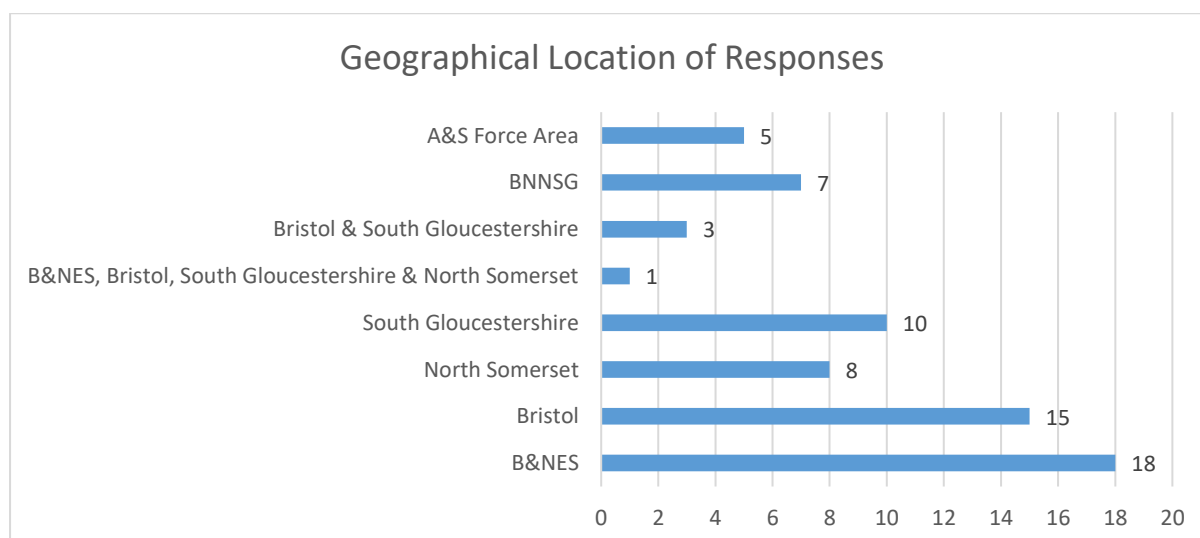 Geographical Location of Responses
A&S Force Area 5
BNNSG 7
Bristol & South Gloucestershire 3
B&NES, Bristol, South Gloucestershire & North Somerset 1
South Gloucestershire 10
North Somerset 8
Bristol 15
B&NES 18
0 2 4 6 8 10 12 14 16 18 20